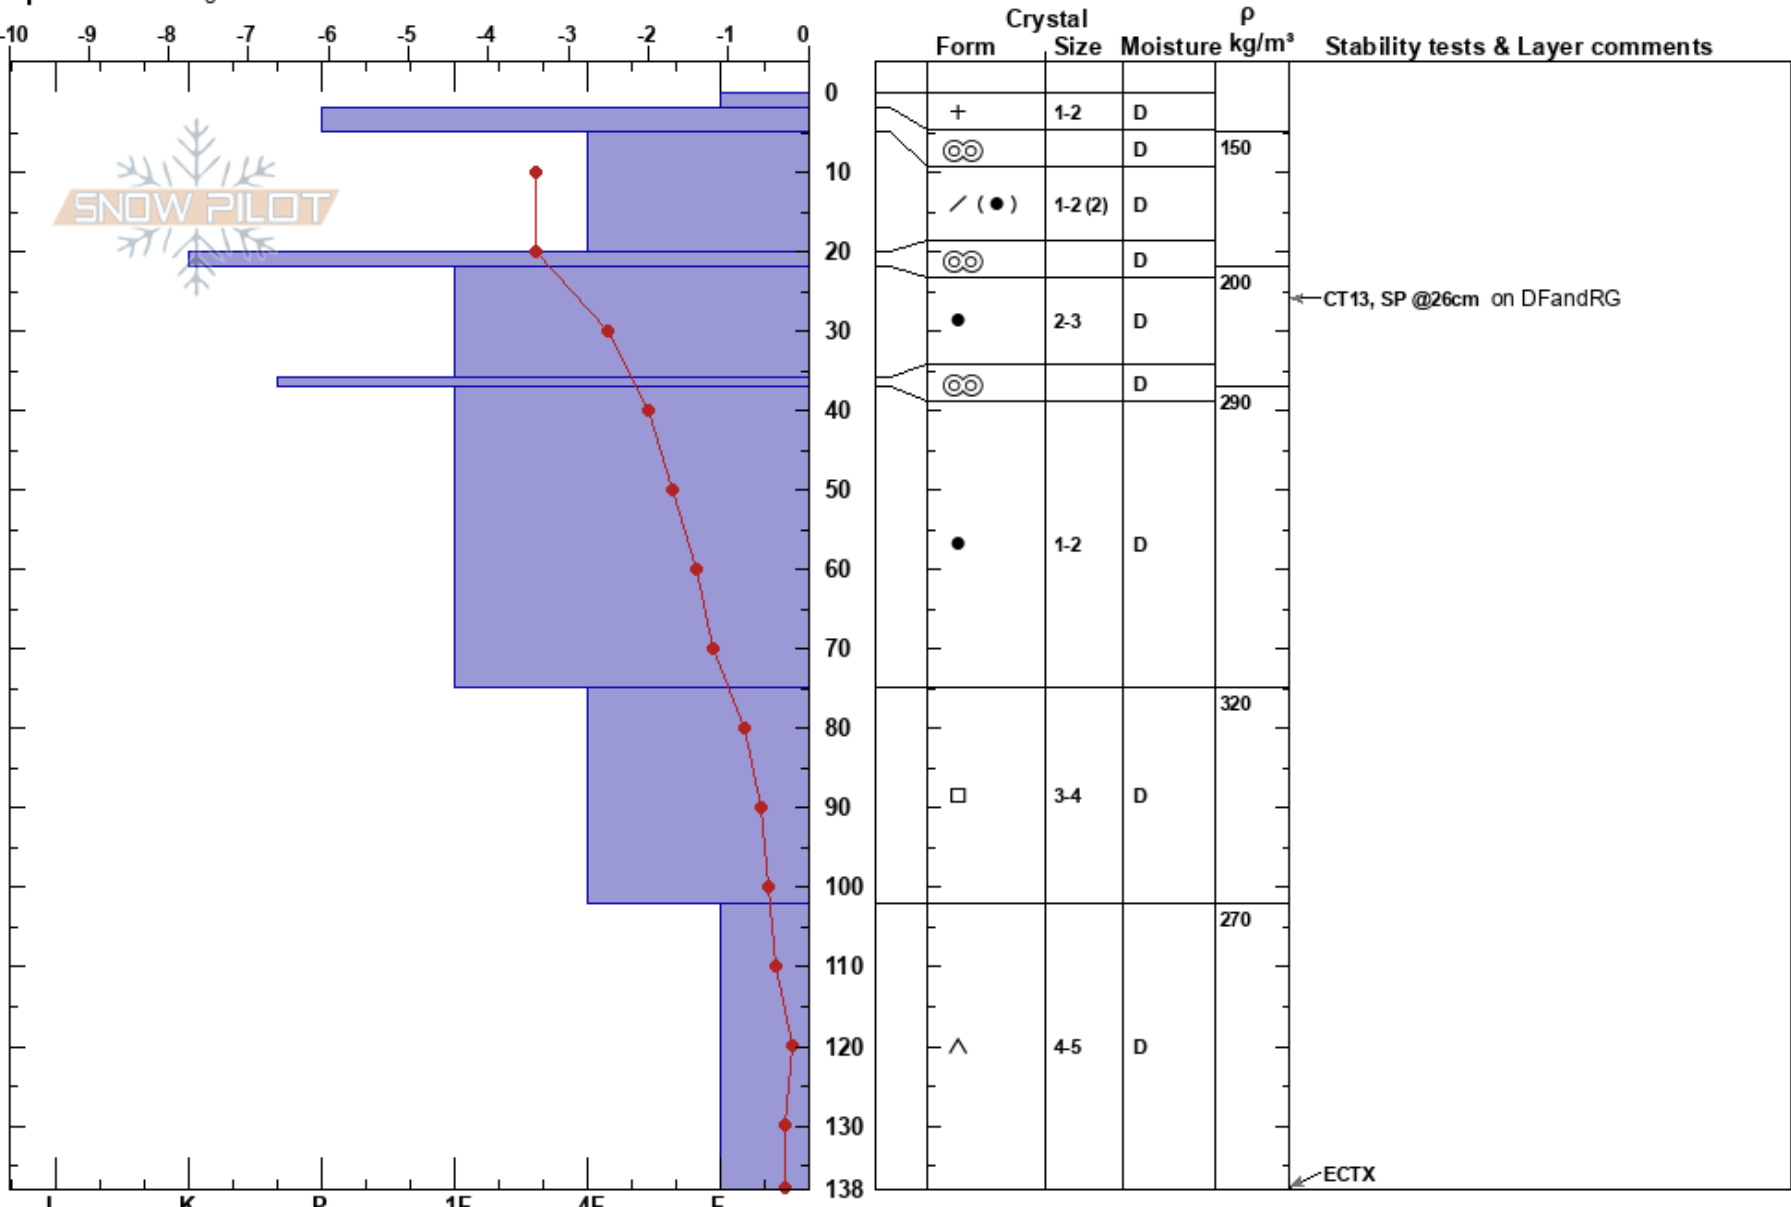 Crystal ρ
-10 -9 -8 -7 -6 -5 -4 -3 -2 -1 0 Form Size Moisture kg/m³ Stability tests & Layer comments
0
+ 1-2 D
D 150
10
SNOW PILOT
/ ( ● ) 1-2 (2) D
20
D
200
CT13, SP @26cm on DFandRG
● 2-3 D
30
D
290
40
50
● 1-2 D
60
70
320
80
□ 3-4 D
90
100
270
110
120 ∧ 4-5 D
130
ECTX
138
I K P 1F 4F F